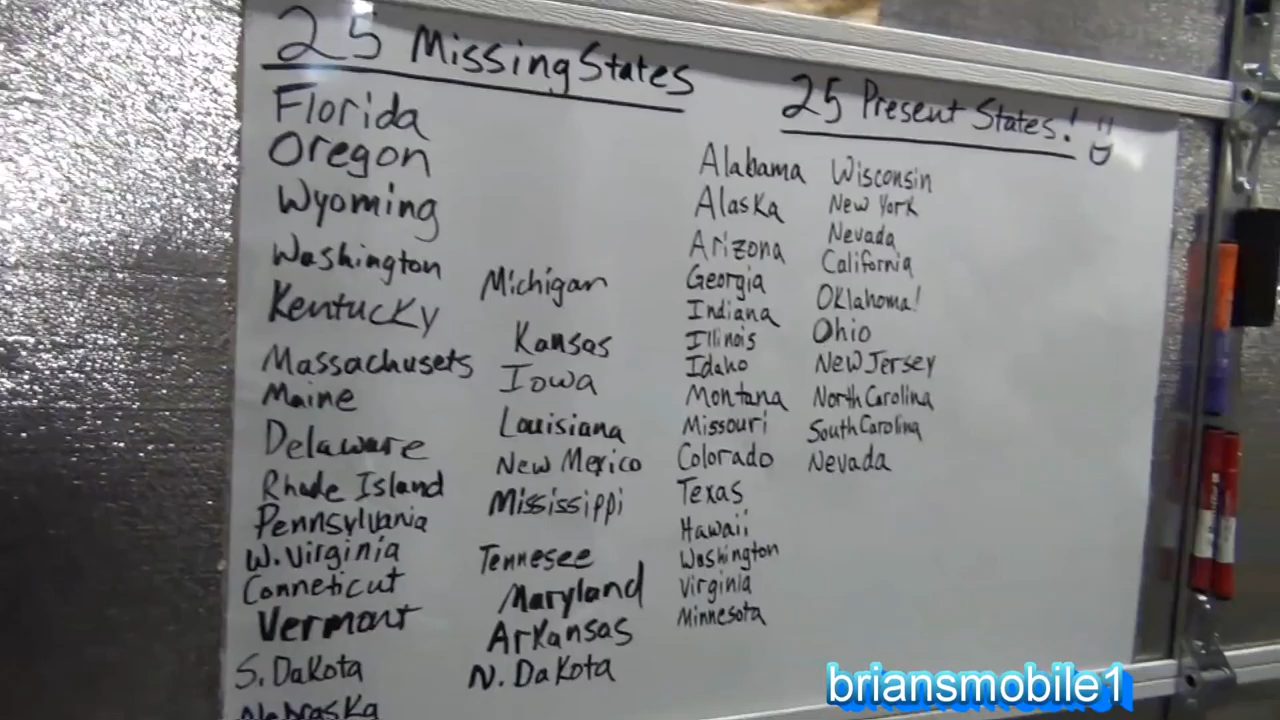 25 Missing States
Florida
Oregon
Wyoming
Washington
Kentucky
Massachusets
Maine
Delaware
Rhode Island
Pennsylvania
W. Virginia
Conneticut
Vermont
S. Dakota
Nebraska
Michigan
Kansas
Iowa
Louisiana
New Mexico
Mississippi
Tennesee
Maryland
Arkansas
N. Dakota
25 Present States!
Alabama
Alaska
Arizona
Georgia
Indiana
Illinois
Idaho
Montana
Missouri
Colorado
Texas
Hawaii
Washington
Virginia
Minnesota
Wisconsin
New York
Nevada
California
Oklahoma!
Ohio
New Jersey
North Carolina
South Carolina
Nevada
briansmobile1